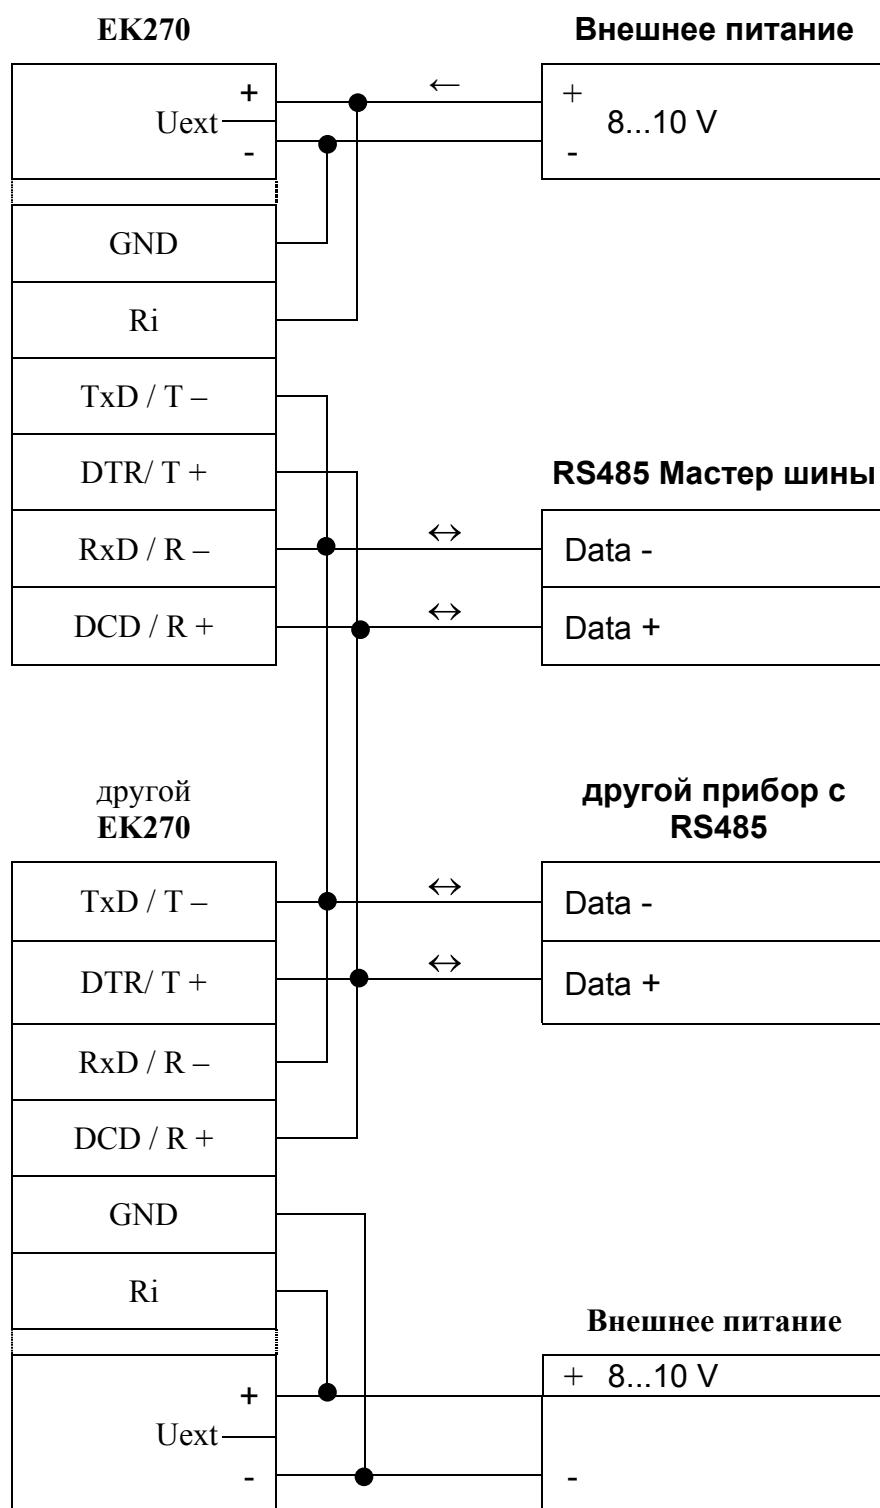 EK270
Внешнее питание
+
Uext
-
+
8...10 V
-
GND
Ri
TxD / T –
DTR/ T +
RxD / R –
DCD / R +
←
RS485 Мастер шины
↔
Data -
↔
Data +
другой
EK270
другой прибор с
RS485
TxD / T –
DTR/ T +
RxD / R –
DCD / R +
GND
Ri
↔
Data -
↔
Data +
Внешнее питание
+
Uext
-
+ 8...10 V
-